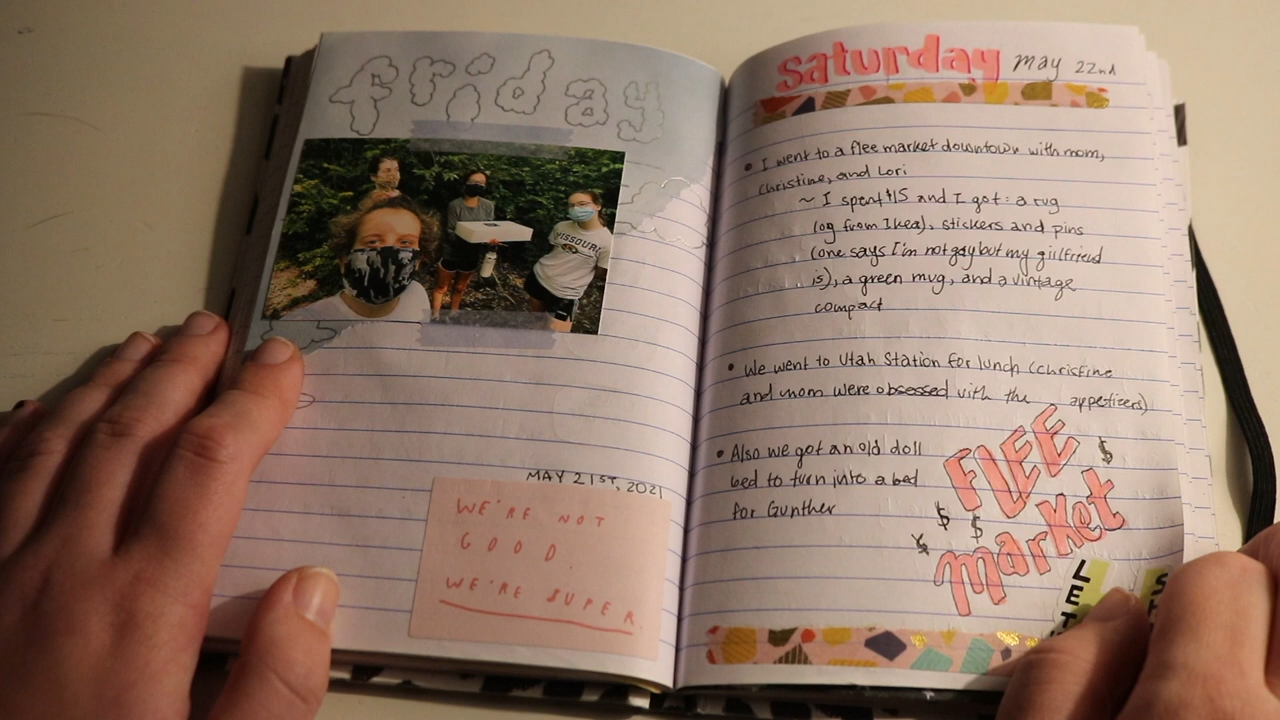 friday
MISSOURI
MAY 21ST, 2021
WE'RE NOT
GOOD.
WE'RE SUPER.
saturday may 22nd
• I went to a flee market downtown with mom,
Christine, and Lori
~ I spent $15 and I got: a rug
(og from Ikea), stickers and pins
(one says I'm not gay but my girlfriend
is), a green mug, and a vintage
compact
• We went to Utah Station for lunch (christine
and mom were obsessed with the appetizers)
• Also we got an old doll
bed to turn into a bed
for Gunther
FLEE
market
$
$ $